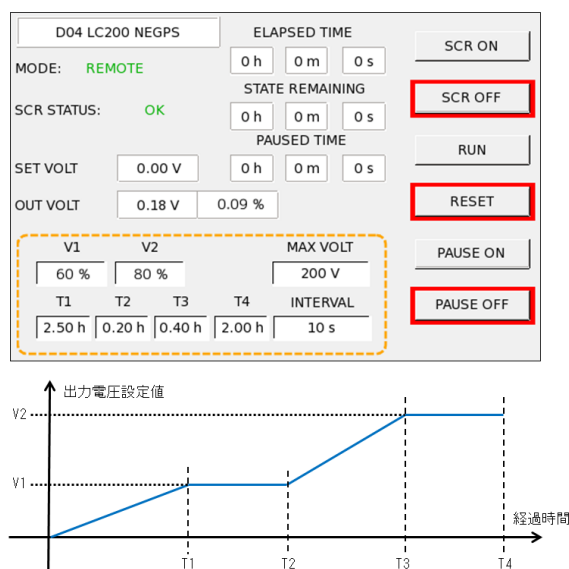 D04 LC200 NEGPS
ELAPSED TIME
SCR ON
MODE: REMOTE
0 h 0 m 0 s
STATE REMAINING
SCR OFF
SCR STATUS: OK
0 h 0 m 0 s
PAUSED TIME
RUN
SET VOLT 0.00 V
0 h 0 m 0 s
OUT VOLT 0.18 V 0.09 %
RESET
V1 V2 MAX VOLT
PAUSE ON
60 % 80 % 200 V
T1 T2 T3 T4 INTERVAL
PAUSE OFF
2.50 h 0.20 h 0.40 h 2.00 h 10 s
出力電圧設定値
V2
V1
経過時間
T1 T2 T3 T4